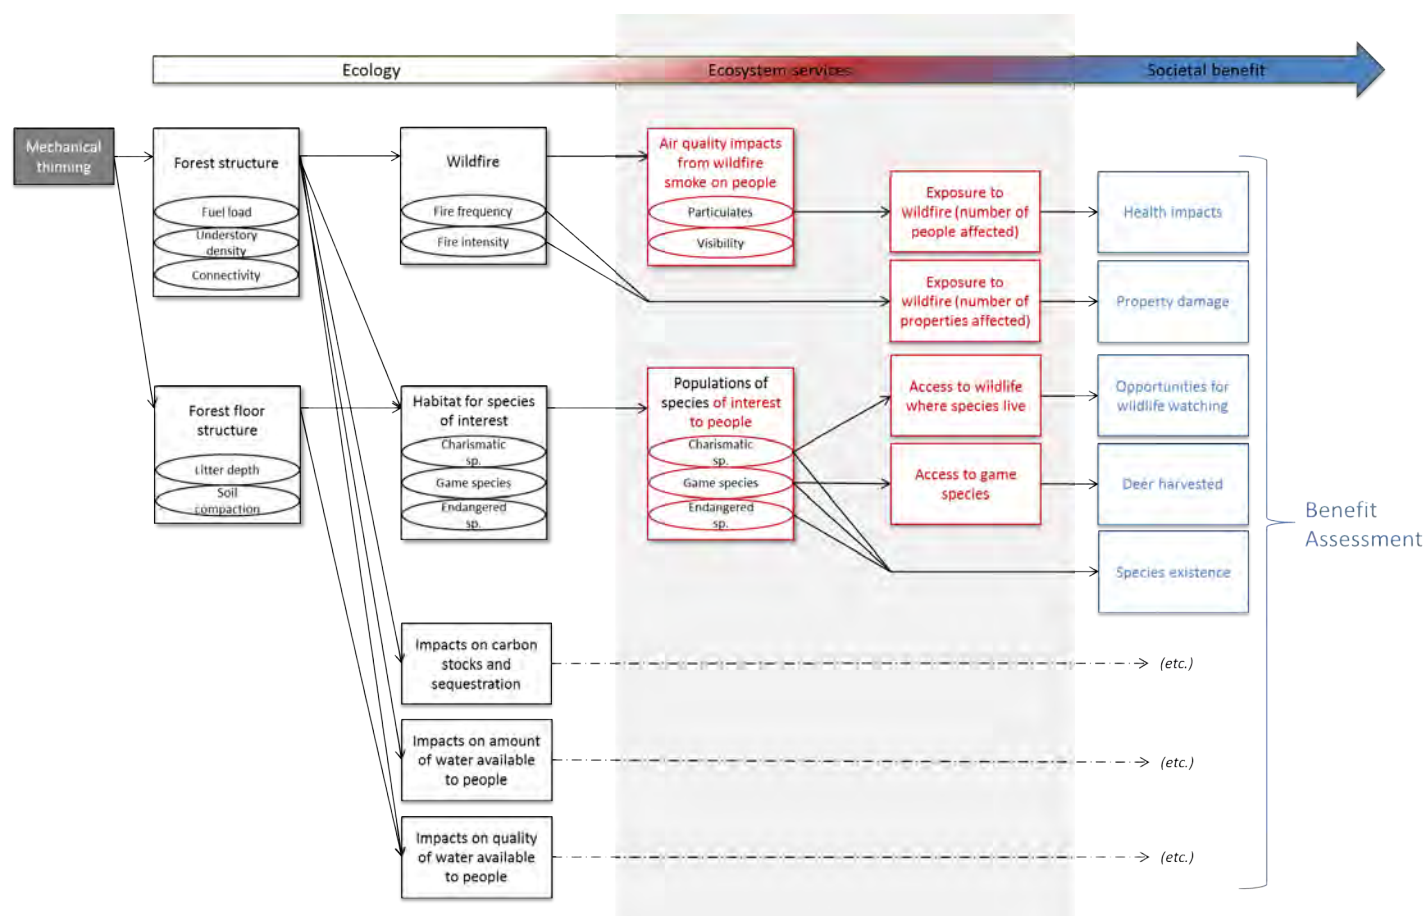 Ecology
Ecosystem services
Societal benefit
Mechanical
thinning
Forest structure
Fuel load
Understory
density
Connectivity
Wildfire
Fire frequency
Fire intensity
Air quality impacts
from wildfire
smoke on people
Particulates
Visibility
Exposure to
wildfire (number of
people affected)
Health impacts
Exposure to
wildfire (number of
properties affected)
Property damage
Forest floor
structure
Litter depth
Soil
compaction
Habitat for species
of interest
Charismatic
sp.
Game species
Endangered
sp.
Populations of
species of interest
to people
Charismatic
sp.
Game species
Endangered
sp.
Access to wildlife
where species live
Opportunities for
wildlife watching
Access to game
species
Deer harvested
Species existence
Benefit
Assessment
Impacts on carbon
stocks and
sequestration
(etc.)
Impacts on amount
of water available
to people
(etc.)
Impacts on quality
of water available
to people
(etc.)